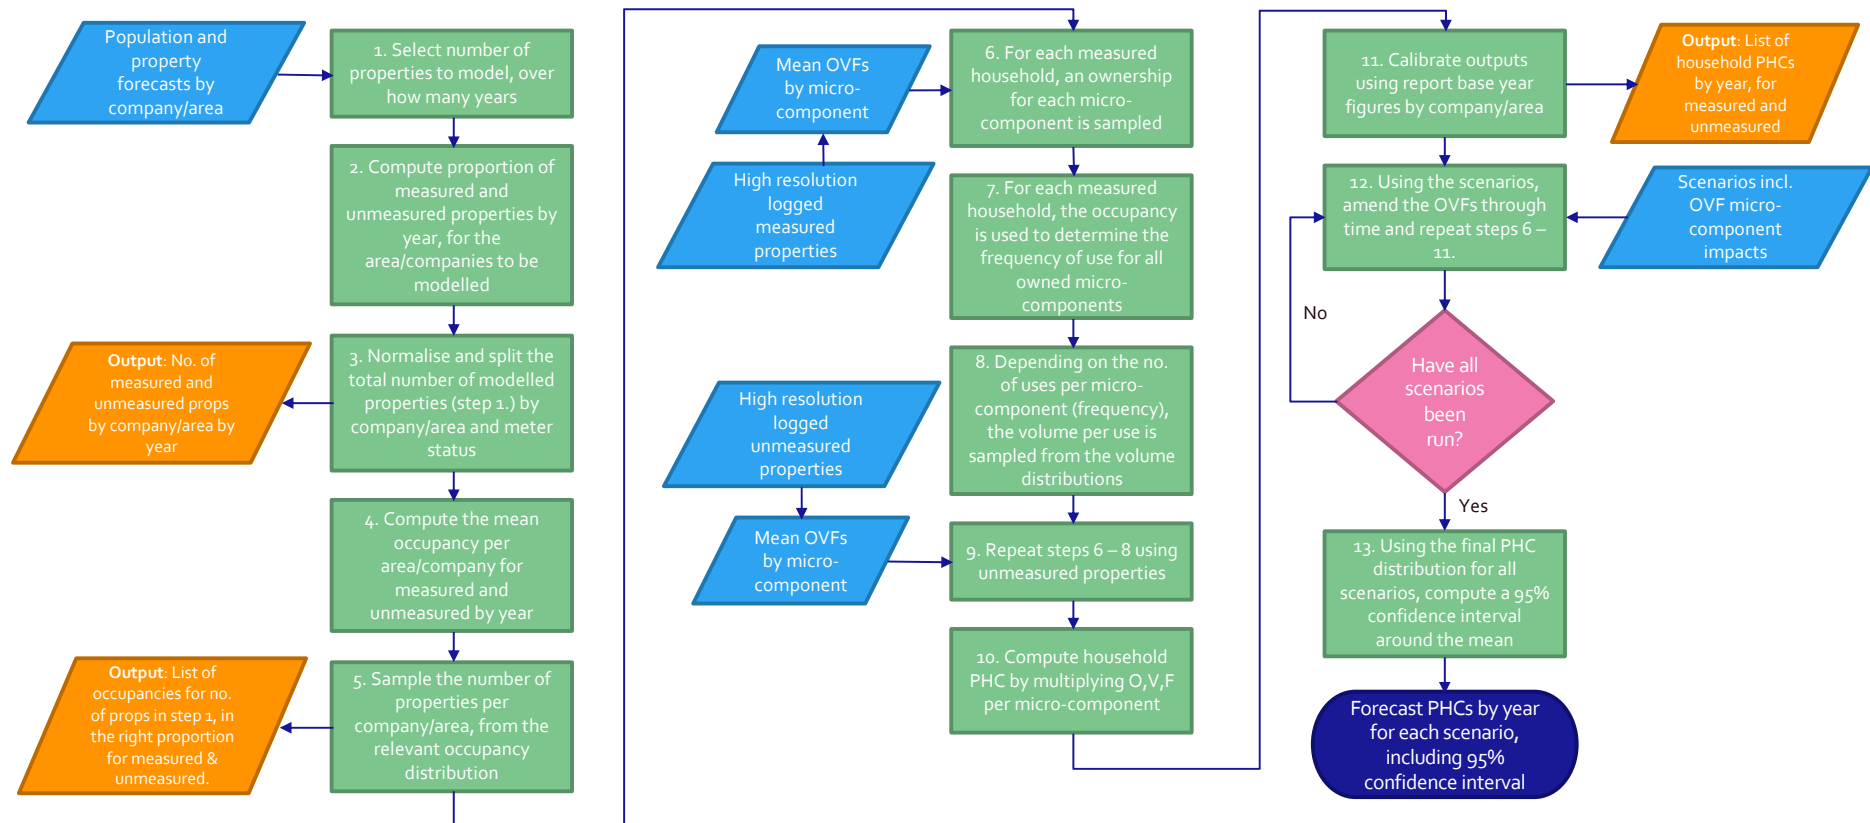 Population and
property
forecasts by
company/area
1. Select number of
properties to model, over
how many years
2. Compute proportion of
measured and
unmeasured properties by
year, for the
area/companies to be
modelled
Output: No. of
measured and
unmeasured props
by company/area by
year
3. Normalise and split the
total number of modelled
properties (step 1.) by
company/area and meter
status
4. Compute the mean
occupancy per
area/company for
measured and
unmeasured by year
Output: List of
occupancies for no.
of props in step 1, in
the right proportion
for measured &
unmeasured.
5. Sample the number of
properties per
company/area, from the
relevant occupancy
distribution
Mean OVFs
by micro-
component
High resolution
logged
measured
properties
6. For each measured
household, an ownership
for each micro-
component is sampled
7. For each measured
household, the occupancy
is used to determine the
frequency of use for all
owned micro-
components
High resolution
logged
unmeasured
properties
8. Depending on the no.
of uses per micro-
component (frequency),
the volume per use is
sampled from the volume
distributions
Mean OVFs
by micro-
component
9. Repeat steps 6 – 8 using
unmeasured properties
10. Compute household
PHC by multiplying O,V,F
per micro-component
11. Calibrate outputs
using report base year
figures by company/area
Output: List of
household PHCs
by year, for
measured and
unmeasured
12. Using the scenarios,
amend the OVFs through
time and repeat steps 6 –
11.
Scenarios incl.
OVF micro-
component
impacts
No
Have all
scenarios
been
run?
Yes
13. Using the final PHC
distribution for all
scenarios, compute a 95%
confidence interval
around the mean
Forecast PHCs by year
for each scenario,
including 95%
confidence interval